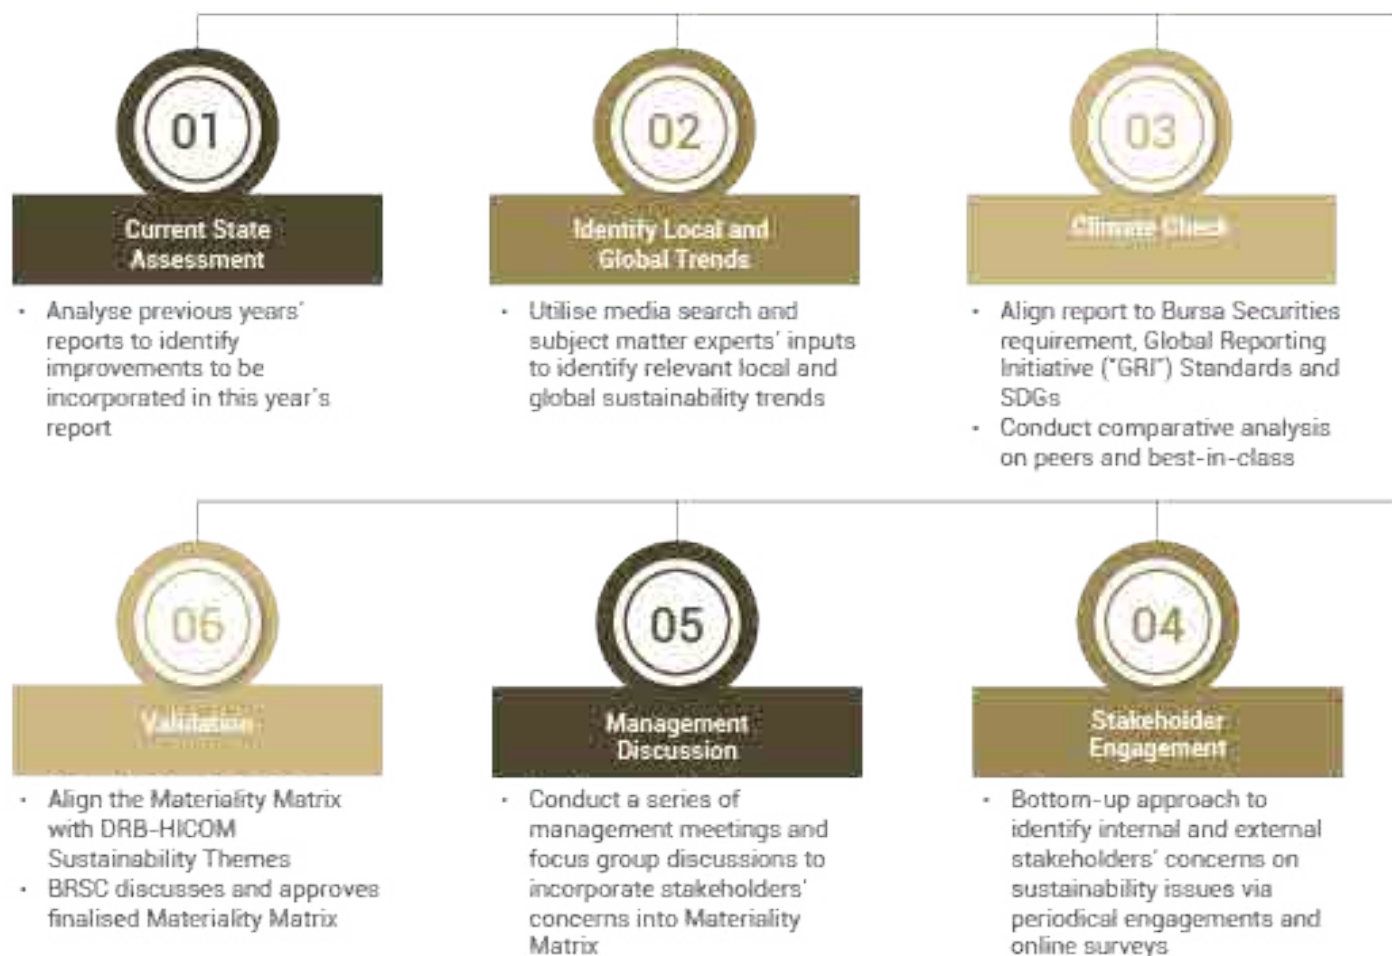 01
Current State
Assessment
• Analyse previous years'
reports to identify
improvements to be
incorporated in this year's
report
02
Identify Local and
Global Trends
• Utilise media search and
subject matter experts' inputs
to identify relevant local and
global sustainability trends
03
Climate Check
• Align report to Bursa Securities
requirement, Global Reporting
Initiative ("GRI") Standards and
SDGs
• Conduct comparative analysis
on peers and best-in-class
04
Stakeholder
Engagement
• Bottom-up approach to
identify internal and external
stakeholders' concerns on
sustainability issues via
periodical engagements and
online surveys
05
Management
Discussion
• Conduct a series of
management meetings and
focus group discussions to
incorporate stakeholders'
concerns into Materiality
Matrix
06
Validation
• Align the Materiality Matrix
with DRB-HICOM
Sustainability Themes
• BRSC discusses and approves
finalised Materiality Matrix